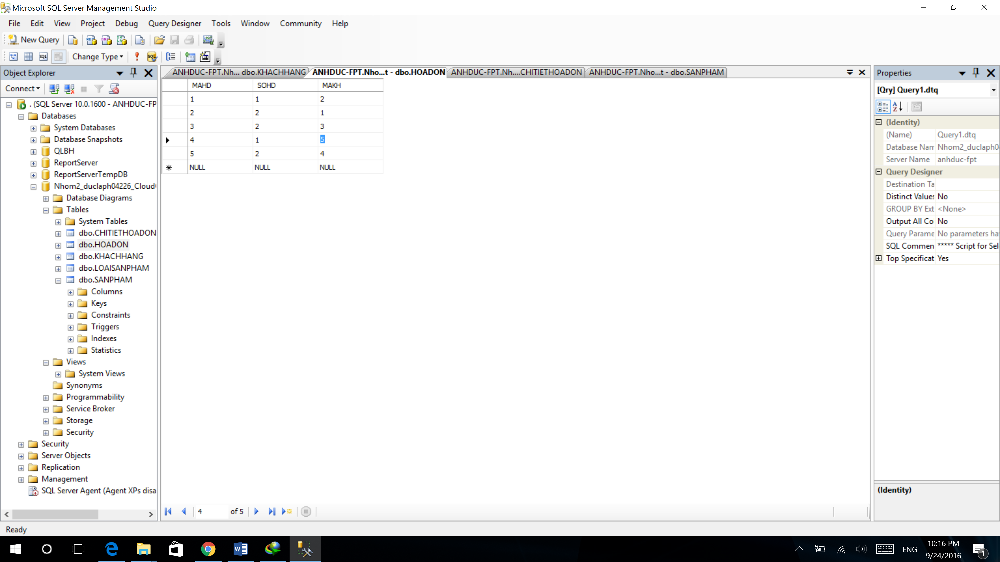 Microsoft SQL Server Management Studio
File Edit View Project Debug Query Designer Tools Window Community Help
New Query
Change Type
Object Explorer
Connect
. (SQL Server 10.0.1600 - ANHDUC-FP
Databases
System Databases
Database Snapshots
QLBH
ReportServer
ReportServerTempDB
Nhom2_duclaph04226_Cloud
Database Diagrams
Tables
System Tables
dbo.CHITIETHOADON
dbo.HOADON
dbo.KHACHHANG
dbo.LOAISANPHAM
dbo.SANPHAM
Columns
Keys
Constraints
Triggers
Indexes
Statistics
Views
System Views
Synonyms
Programmability
Service Broker
Storage
Security
Security
Server Objects
Replication
Management
SQL Server Agent (Agent XPs disa
ANHDUC-FPT.Nh... dbo.KHACHHANG ANHDUC-FPT.Nho...t - dbo.HOADON ANHDUC-FPT.Nh....CHITIETHOADON ANHDUC-FPT.Nho...t - dbo.SANPHAM
MAHD SOHD MAKH
1 1 2
2 2 1
3 2 3
4 1 5
5 2 4
NULL NULL NULL
4 of 5
Properties
[Qry] Query1.dtq
(Identity)
(Name) Query1.dtq
Database Nam Nhom2_duclaph0
Server Name anhduc-fpt
Query Designer
Destination Ta
Distinct Values No
GROUP BY Ext <None>
Output All Co No
Query Parame No parameters ha
SQL Commen ***** Script for Sel
Top Specificat Yes
(Identity)
Ready
ENG
10:16 PM
9/24/2016
1